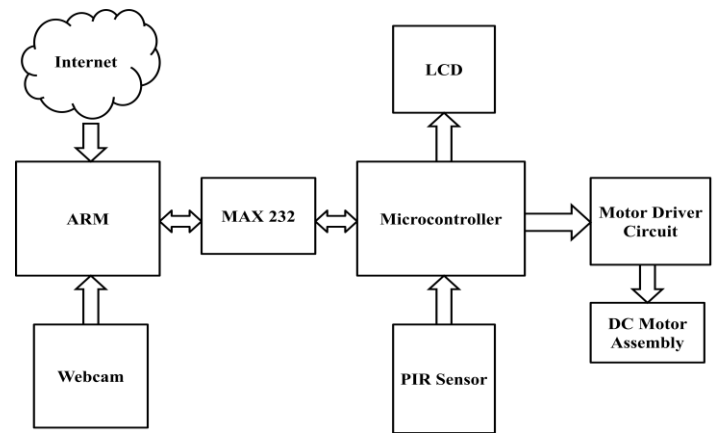 Internet
LCD
ARM
MAX 232
Microcontroller
Motor Driver
Circuit
Webcam
PIR Sensor
DC Motor
Assembly